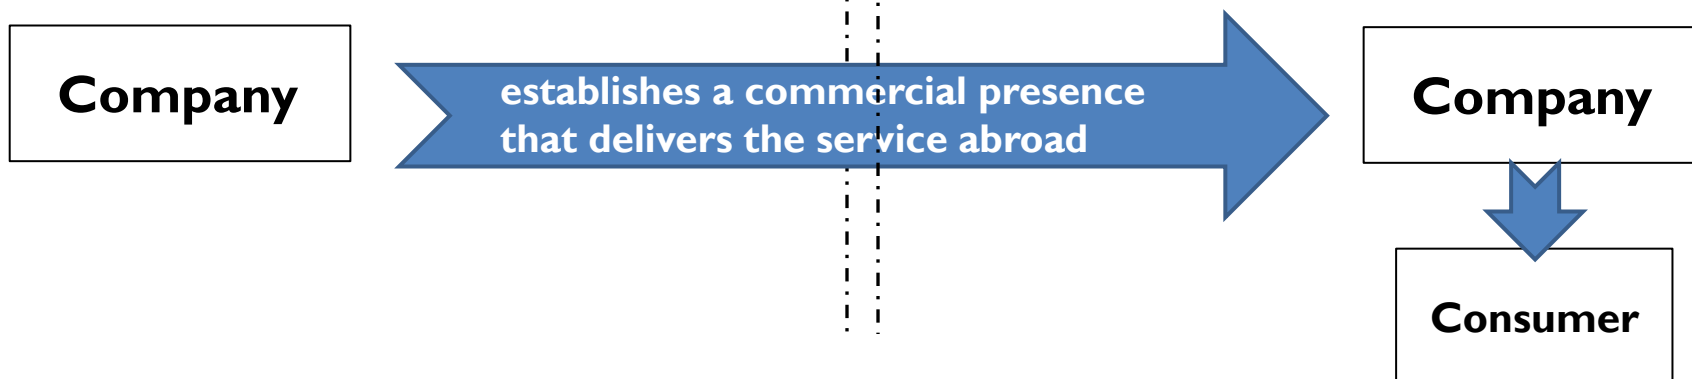 Company
establishes a commercial presence
that delivers the service abroad
Company
Consumer